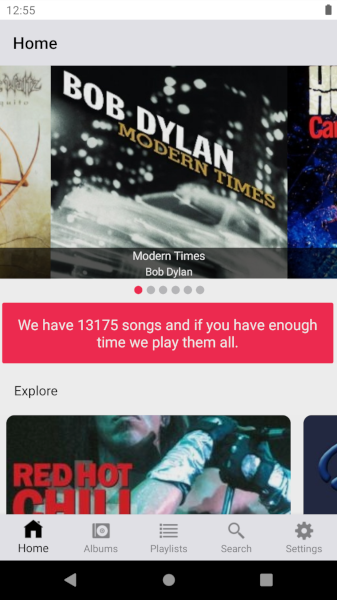 12:55
Home
BOB DYLAN
MODERN TIMES
Modern Times
Bob Dylan
We have 13175 songs and if you have enough
time we play them all.
Explore
RED HOT
CHILI
Home
Albums
Playlists
Search
Settings